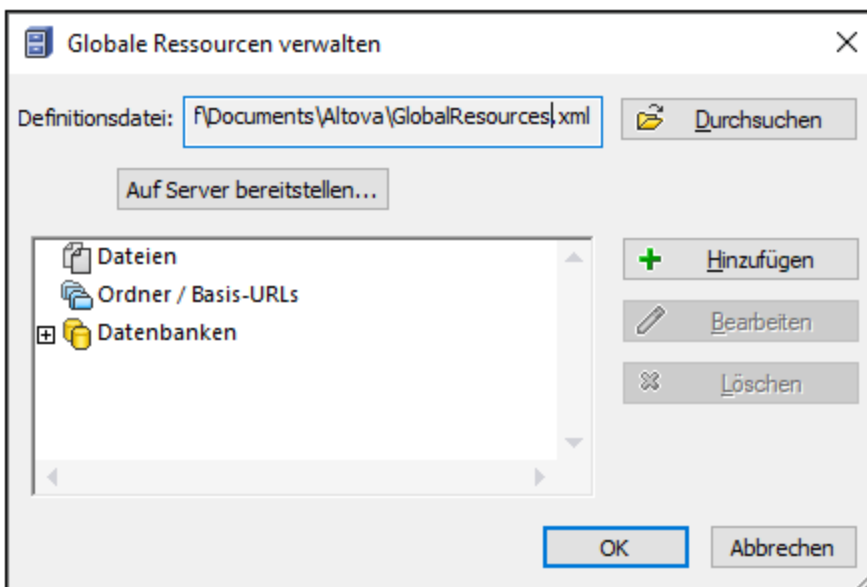 Globale Ressourcen verwalten
Definitionsdatei: f\Documents\Altova\GlobalResources.xml Durchsuchen
Auf Server bereitstellen...
Dateien
Ordner / Basis-URLs
Datenbanken
Hinzufügen
Bearbeiten
Löschen
OK Abbrechen